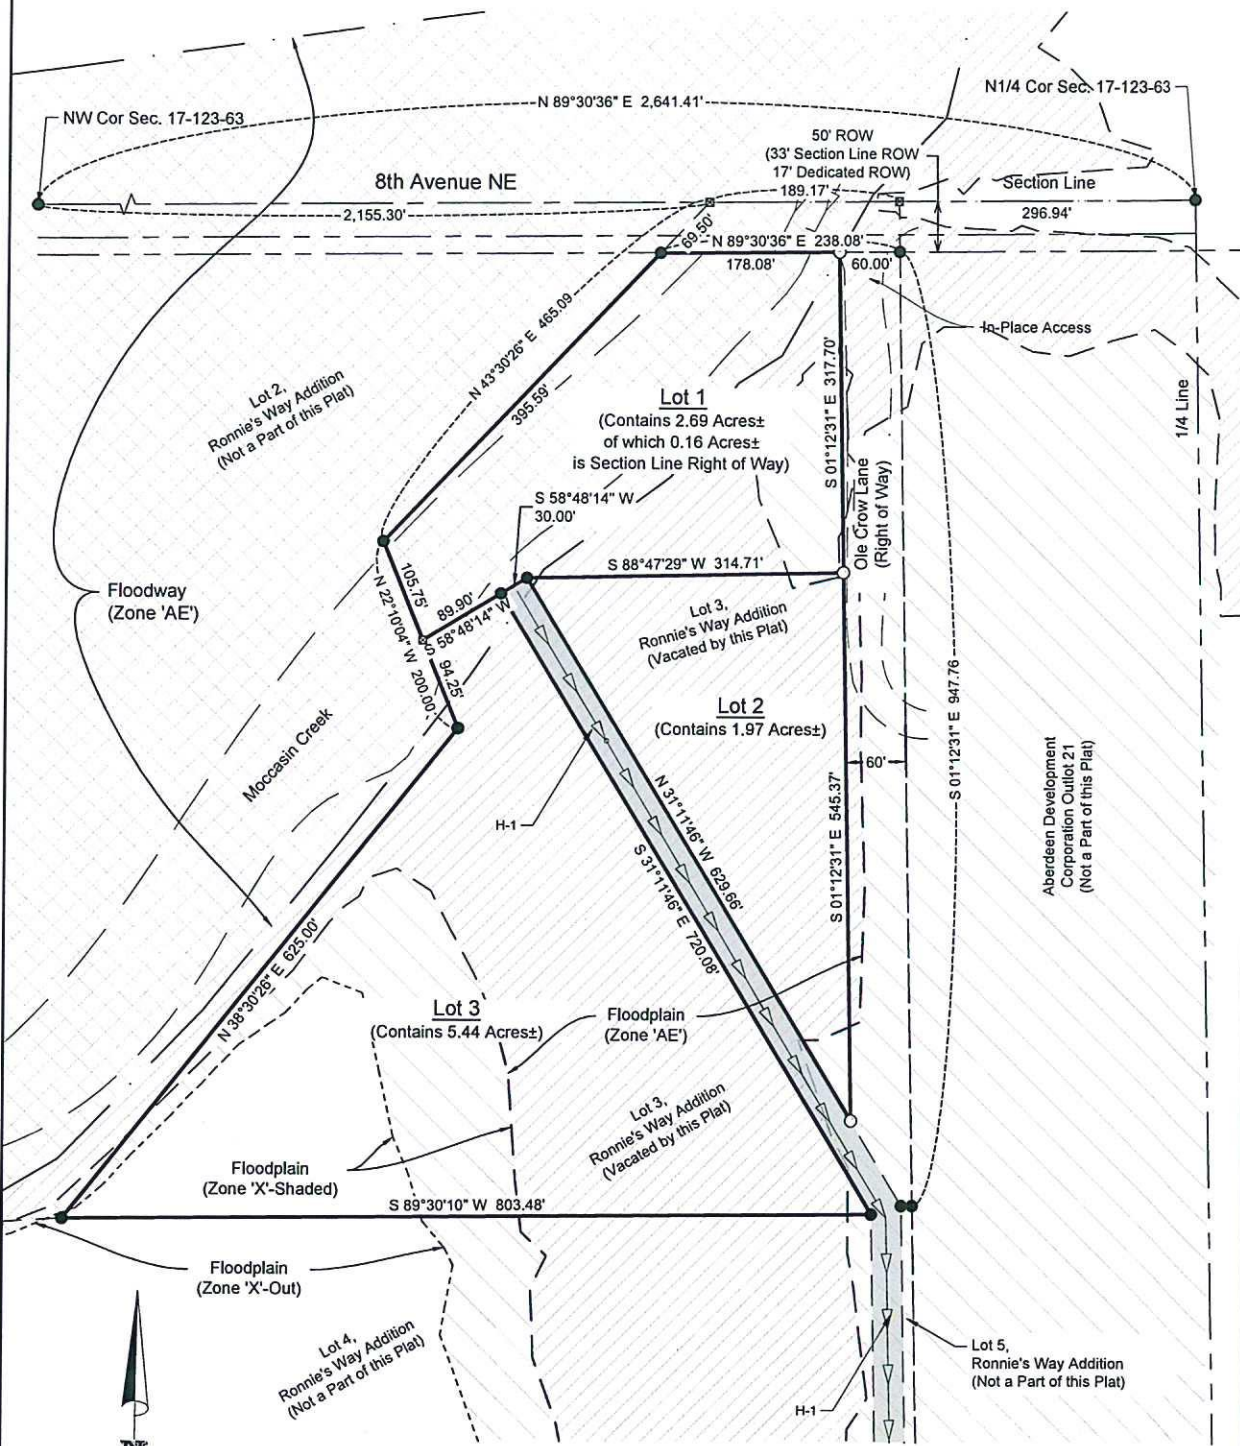 N 89°30'36" E 2,641.41'
NW Cor Sec. 17-123-63
N1/4 Cor Sec. 17-123-63
50' ROW
(33' Section Line ROW
17' Dedicated ROW)
8th Avenue NE
189.17'
Section Line
2,155.30'
296.94'
69.50'
N 89°30'36" E 238.08'
178.08'
60.00'
In-Place Access
N 43°30'26" E 465.09
395.59'
S 01°12'31" E 317.70'
Lot 2,
Ronnie's Way Addition
(Not a Part of this Plat)
Lot 1
(Contains 2.69 Acres±
of which 0.16 Acres±
is Section Line Right of Way)
1/4 Line
Ole Crow Lane
(Right of Way)
S 58°48'14" W
30.00'
S 88°47'29" W 314.71'
105.75'
N 22°10'04" W 200.00'
89.90'
S 58°48'14" W
94.25'
Floodway
(Zone 'AE')
Lot 3,
Ronnie's Way Addition
(Vacated by this Plat)
Lot 2
(Contains 1.97 Acres±)
Moccasin Creek
60'
S 01°12'31" E 947.76
Aberdeen Development
Corporation Outlot 21
(Not a Part of this Plat)
H-1
N 31°11'46" W 629.66'
S 31°11'46" E 720.08'
S 01°12'31" E 545.37'
N 38°30'26" E 625.00'
Lot 3
(Contains 5.44 Acres±)
Floodplain
(Zone 'AE')
Lot 3,
Ronnie's Way Addition
(Vacated by this Plat)
Floodplain
(Zone 'X'-Shaded)
S 89°30'10" W 803.48'
Floodplain
(Zone 'X'-Out)
Lot 4,
Ronnie's Way Addition
(Not a Part of this Plat)
Lot 5,
Ronnie's Way Addition
(Not a Part of this Plat)
H-1